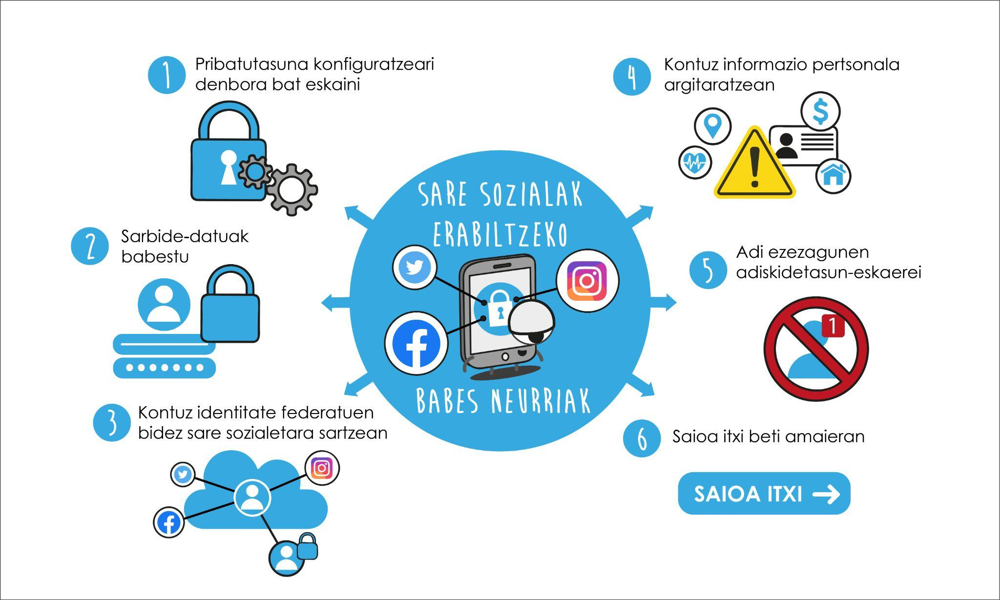 SARE SOZIALAK
ERABILTZEKO
BABES NEURRIAK
1
Pribatutasuna konfiguratzeari
denbora bat eskaini
2
Sarbide-datuak
babestu
3
Kontuz identitate federatuen
bidez sare sozialetara sartzean
4
Kontuz informazio pertsonala
argitaratzean
$
!
5
Adi ezezagunen
adiskidetasun-eskaerei
1
6
Saioa itxi beti amaieran
SAIOA ITXI →